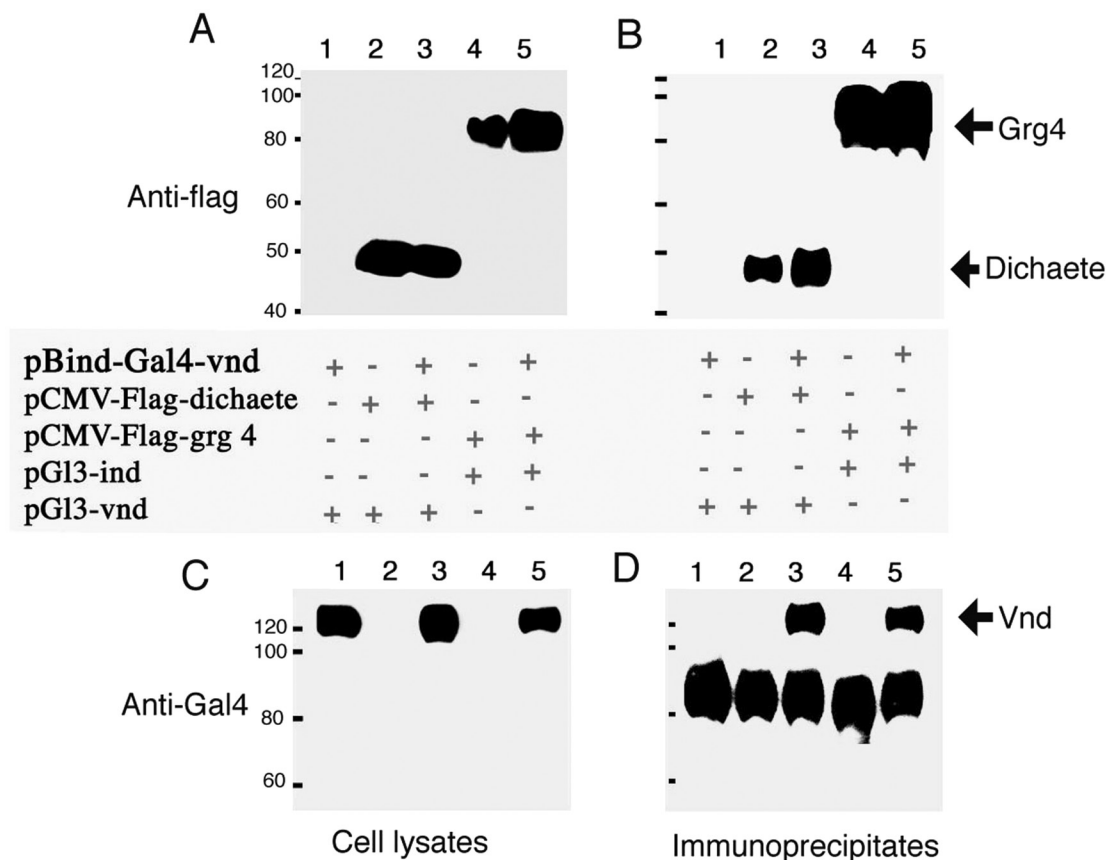 A
B
1 2 3 4 5
1 2 3 4 5
120
100
80
60
50
40
Anti-flag
Grg4
Dichaete
pBind-Gal4-vnd + - + - + + - + - +
pCMV-Flag-dichaete - + + - - - + + - -
pCMV-Flag-grg 4 - - - + + - - - + +
pGl3-ind - - - + + - - - + +
pGl3-vnd + + + - - + + + - -
C
D
1 2 3 4 5
1 2 3 4 5
120
100
80
60
Anti-Gal4
Vnd
Cell lysates
Immunoprecipitates